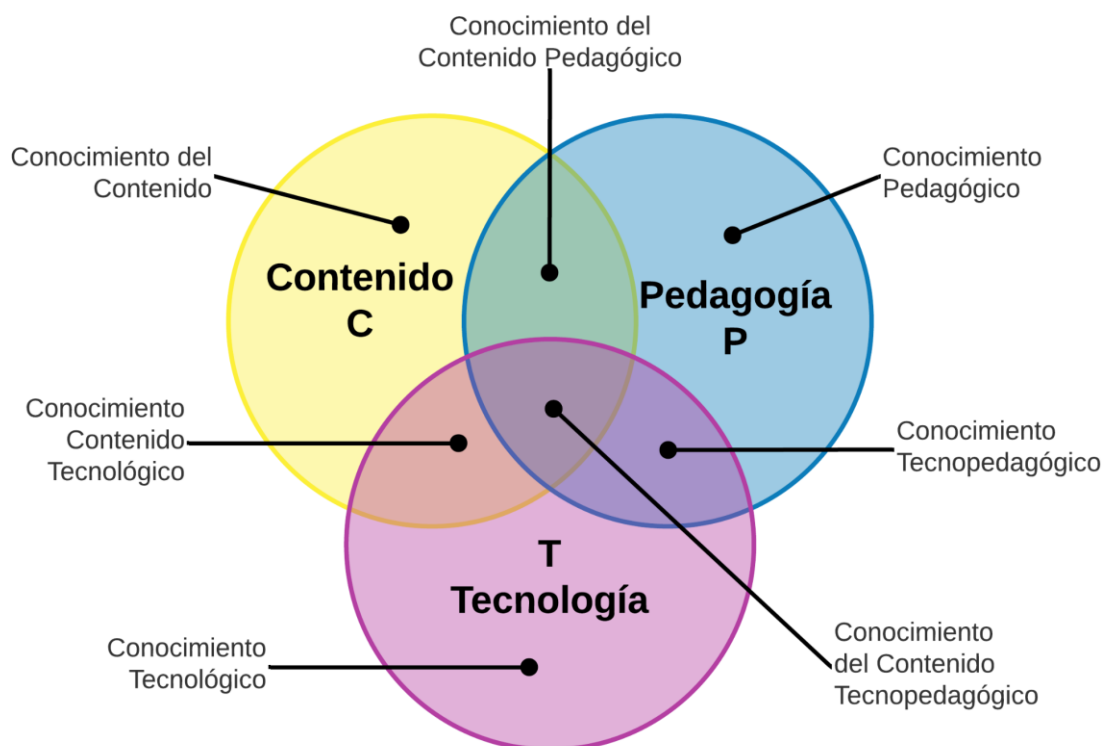 Conocimiento del
Contenido Pedagógico
Conocimiento del
Contenido
Conocimiento
Pedagógico
Contenido
C
Pedagogía
P
Conocimiento
Contenido
Tecnológico
Conocimiento
Tecnopedagógico
T
Tecnología
Conocimiento
Tecnológico
Conocimiento
del Contenido
Tecnopedagógico